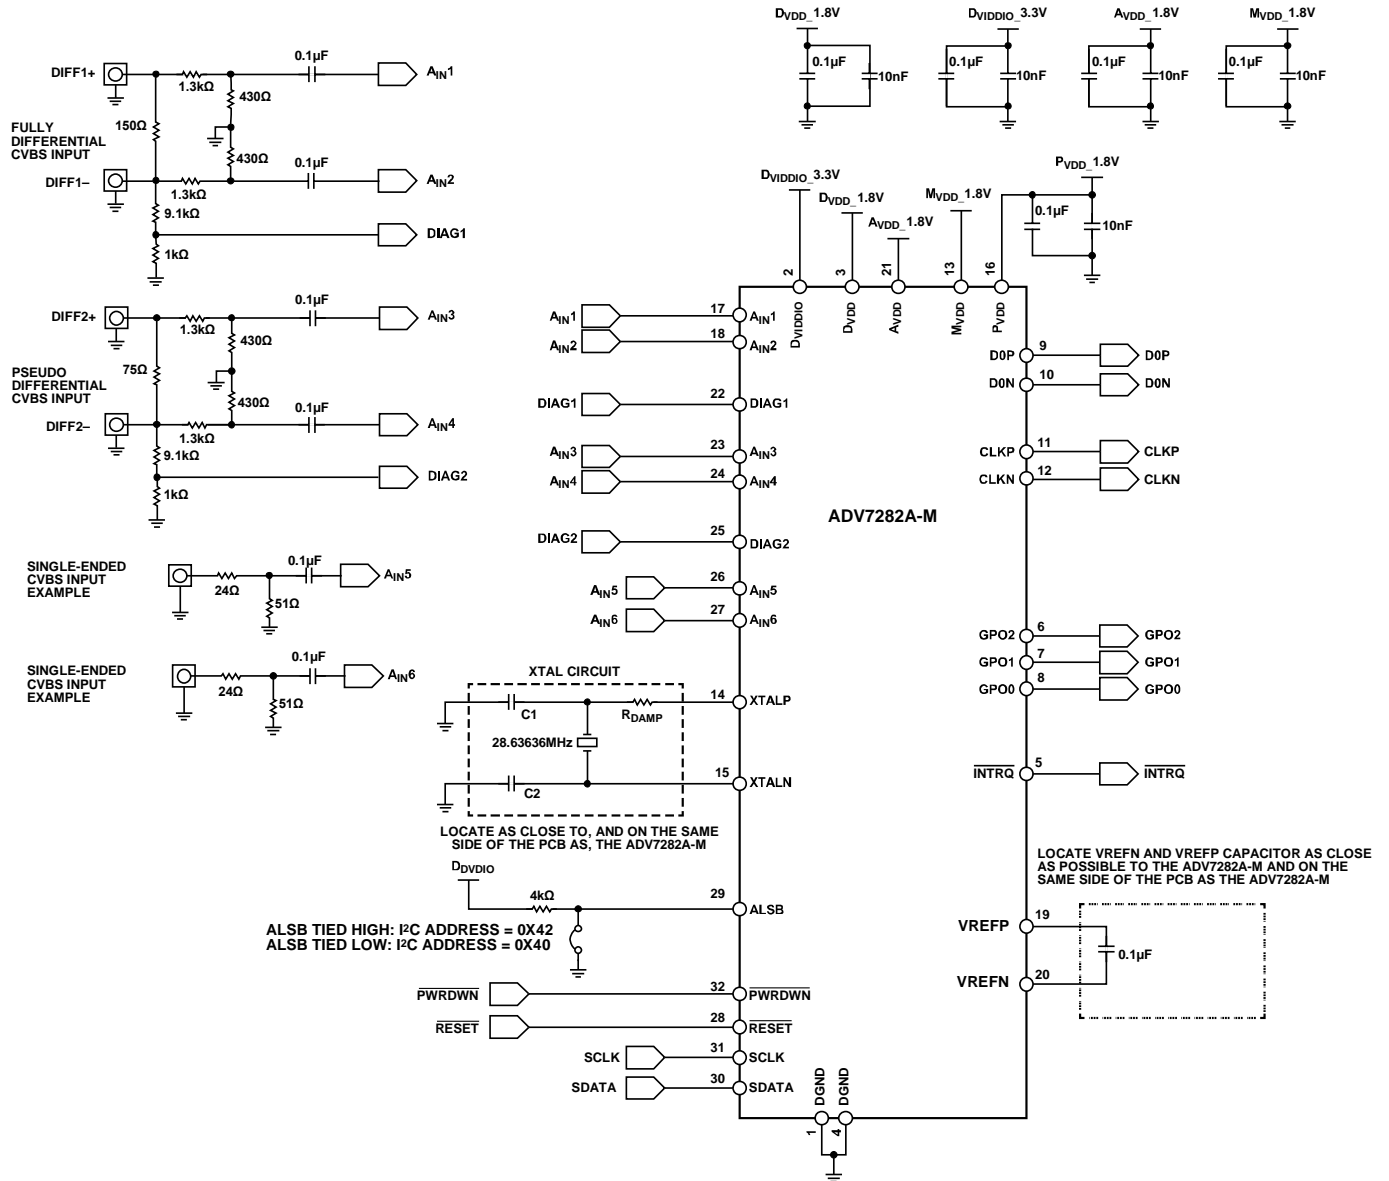 DVDD_1.8V
DVIDDIO_3.3V
AVDD_1.8V
MVDD_1.8V
0.1µF
10nF
0.1µF
10nF
0.1µF
10nF
0.1µF
10nF
DIFF1+
1.3kΩ
0.1µF
AIN1
430Ω
FULLY
DIFFERENTIAL
CVBS INPUT
150Ω
430Ω
DIFF1–
1.3kΩ
0.1µF
AIN2
9.1kΩ
DIAG1
1kΩ
DIFF2+
1.3kΩ
0.1µF
AIN3
430Ω
PSEUDO
DIFFERENTIAL
CVBS INPUT
75Ω
430Ω
DIFF2–
1.3kΩ
0.1µF
AIN4
9.1kΩ
DIAG2
1kΩ
SINGLE-ENDED
CVBS INPUT
EXAMPLE
24Ω
0.1µF
AIN5
51Ω
SINGLE-ENDED
CVBS INPUT
EXAMPLE
24Ω
0.1µF
AIN6
51Ω
DVIDDIO_3.3V
DVDD_1.8V
AVDD_1.8V
MVDD_1.8V
PVDD_1.8V
0.1µF
10nF
2
3
21
13
16
DVIDDIO
DVDD
AVDD
MVDD
PVDD
AIN1 17 AIN1
AIN2 18 AIN2
DIAG1 22 DIAG1
AIN3 23 AIN3
AIN4 24 AIN4
DIAG2 25 DIAG2
AIN5 26 AIN5
AIN6 27 AIN6
ADV7282A-M
D0P 9 D0P
D0N 10 D0N
CLKP 11 CLKP
CLKN 12 CLKN
GPO2 6 GPO2
GPO1 7 GPO1
GPO0 8 GPO0
INTRQ 5 INTRQ
XTAL CIRCUIT
C1
RDAMP
14 XTALP
28.63636MHz
C2
15 XTALN
LOCATE AS CLOSE TO, AND ON THE SAME
SIDE OF THE PCB AS, THE ADV7282A-M
DDVDIO
4kΩ
29 ALSB
ALSB TIED HIGH: I²C ADDRESS = 0X42
ALSB TIED LOW: I²C ADDRESS = 0X40
PWRDWN 32 PWRDWN
RESET 28 RESET
SCLK 31 SCLK
SDATA 30 SDATA
LOCATE VREFN AND VREFP CAPACITOR AS CLOSE
AS POSSIBLE TO THE ADV7282A-M AND ON THE
SAME SIDE OF THE PCB AS THE ADV7282A-M
VREFP 19
0.1µF
VREFN 20
DGND
DGND
1
4